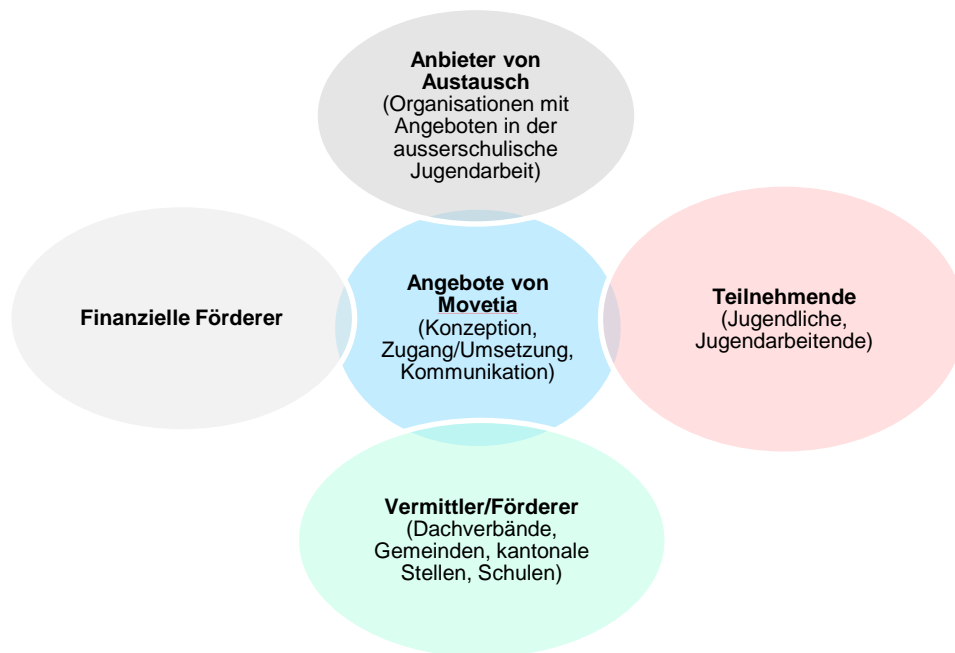 Anbieter von
Austausch
(Organisationen mit
Angeboten in der
ausserschulische
Jugendarbeit)
Finanzielle Förderer
Angebote von
Movetia
(Konzeption,
Zugang/Umsetzung,
Kommunikation)
Teilnehmende
(Jugendliche,
Jugendarbeitende)
Vermittler/Förderer
(Dachverbände,
Gemeinden, kantonale
Stellen, Schulen)